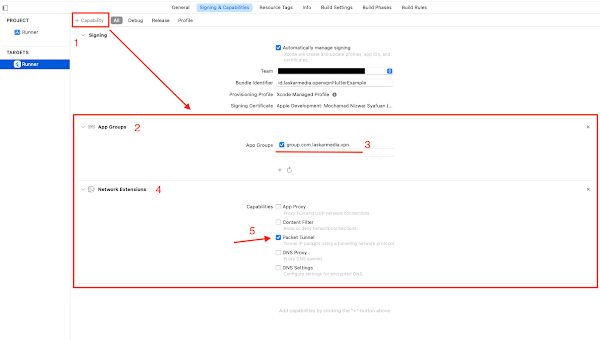 General Signing & Capabilities Resource Tags Info Build Settings Build Phases Build Rules
PROJECT
Runner
TARGETS
Runner
+ Capability All Debug Release Profile
1
Signing
Automatically manage signing
Xcode will create and update profiles, app IDs, and
certificates.
Team
Bundle Identifier id.laskarmedia.openvpnFlutterExample
Provisioning Profile Xcode Managed Profile
Signing Certificate Apple Development: Mochamad Nizwar Syafuan (...
App Groups 2
App Groups group.com.laskarmedia.vpn 3
+
Network Extensions 4
Capabilities App Proxy
Proxy TCP and UDP network connections.
Content Filter
Allow or deny network connections.
5
Packet Tunnel
Tunnel IP packets using a tunneling network protocol.
DNS Proxy
Proxy DNS queries.
DNS Settings
Configure settings for encrypted DNS.
Add capabilities by clicking the "+" button above.